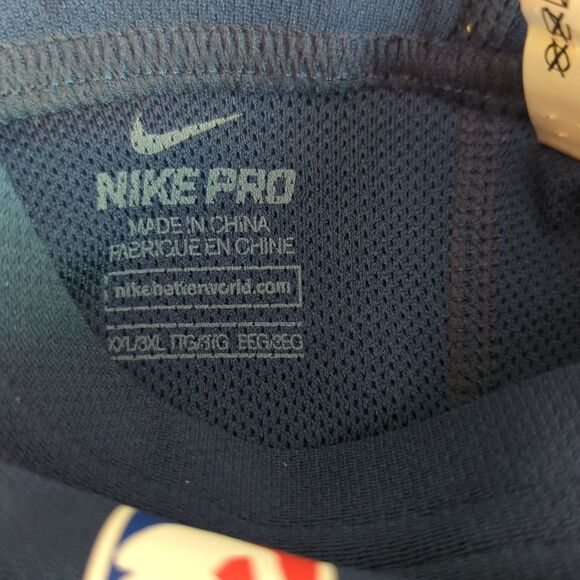 NIKE PRO
MADE IN CHINA
FABRIQUE EN CHINE
nikebetterworld.com
XXL/3XL TTG/3TG EEG/3EG